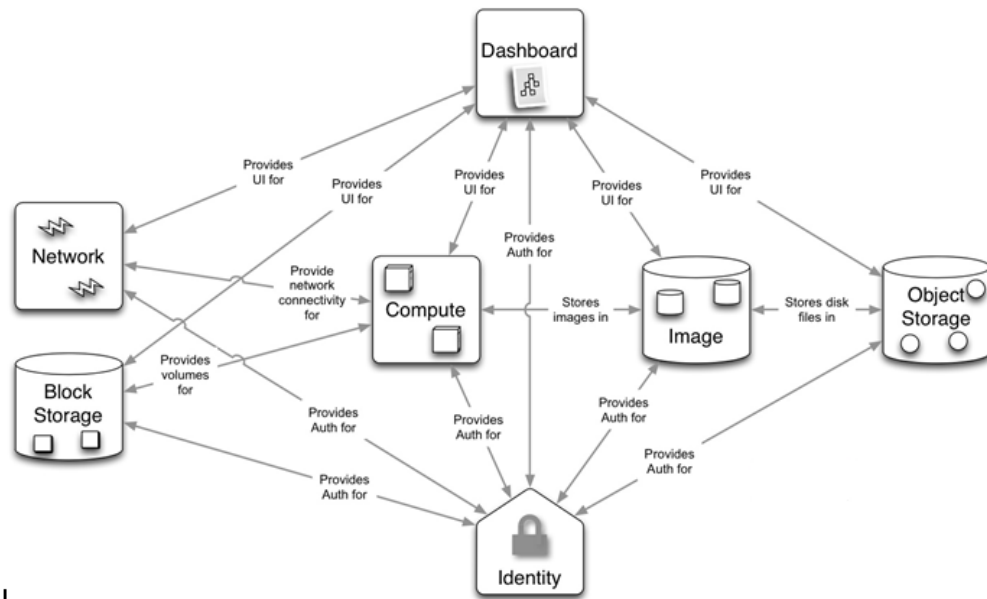 Dashboard
Provides
UI for
Provides
UI for
Provides
UI for
Provides
UI for
Provides
UI for
Network
Provides
Auth for
Provide
network
connectivity
for
Compute
Stores
images in
Image
Stores disk
files in
Object
Storage
Block
Storage
Provides
volumes
for
Provides
Auth for
Provides
Auth for
Provides
Auth for
Provides
Auth for
Provides
Auth for
Identity